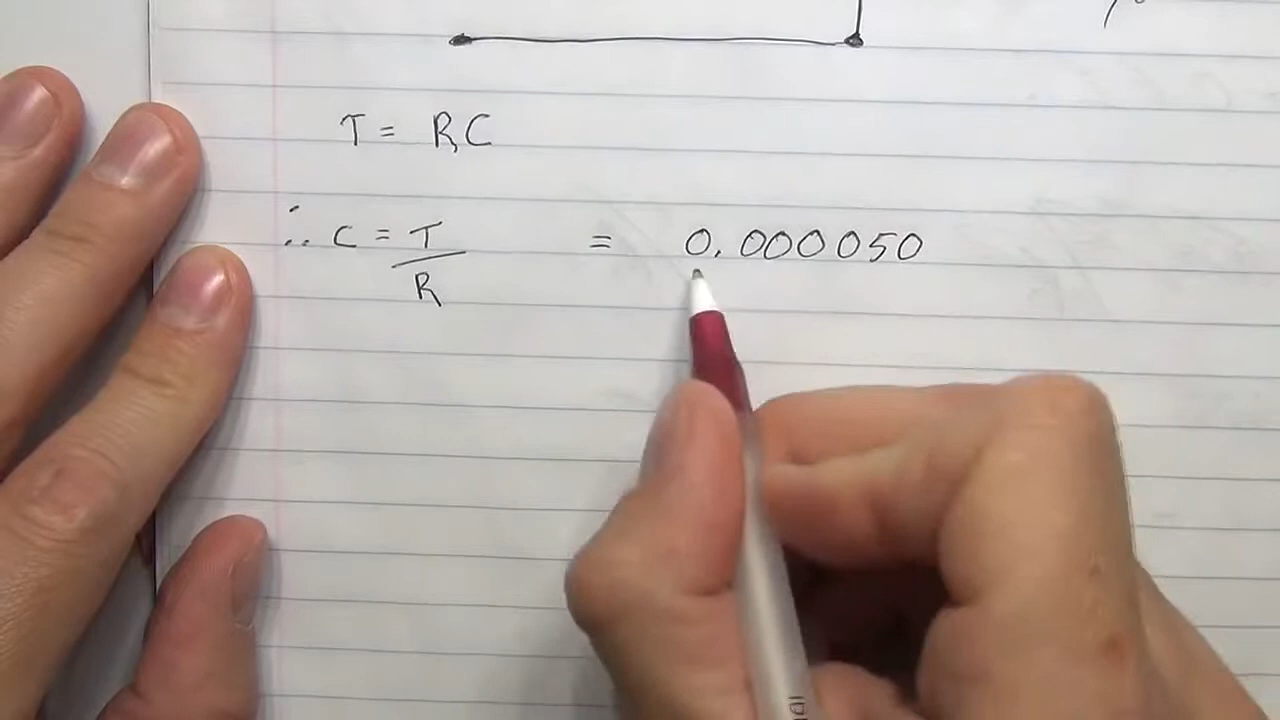 T = RC
∴ C = T/R = 0.000050